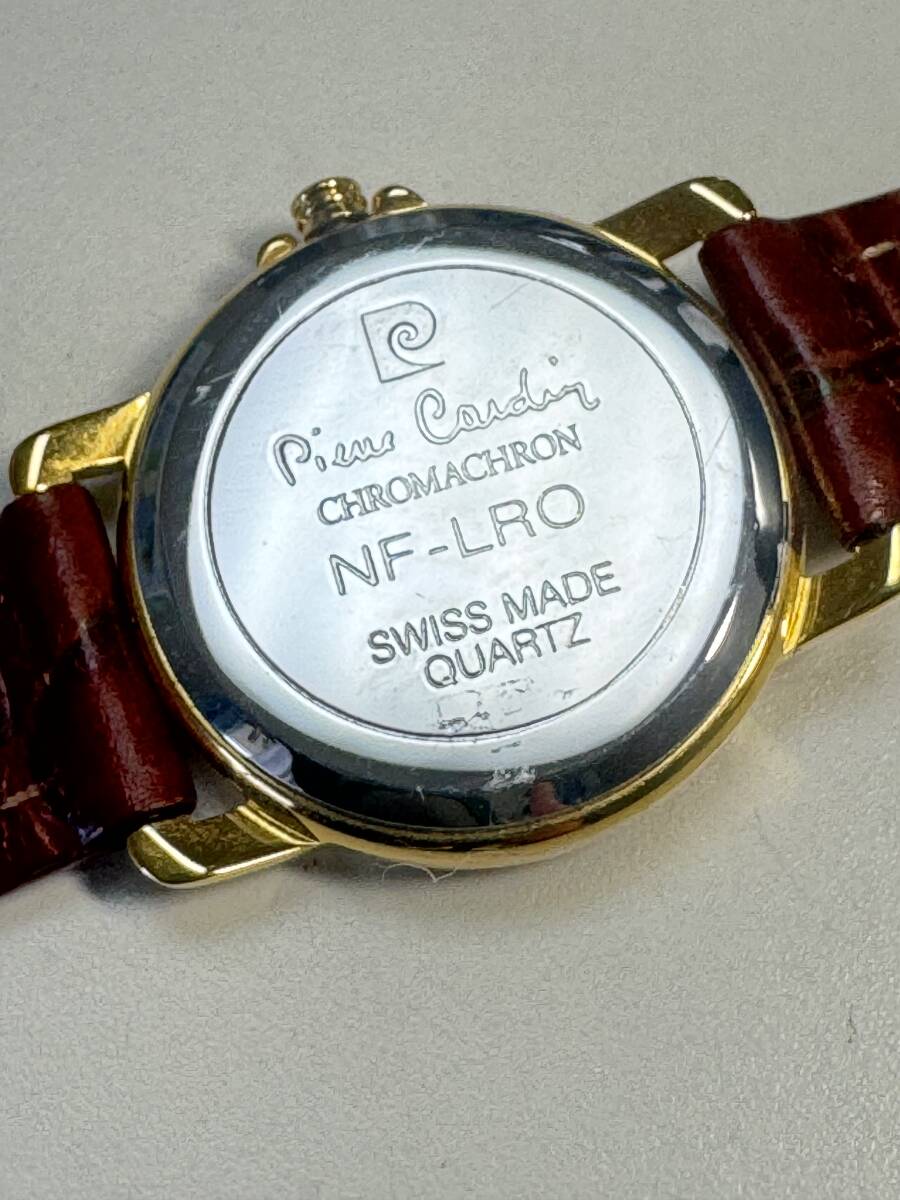 Pierre Cardin
CHROMACHRON
NF-LRO
SWISS MADE
QUARTZ